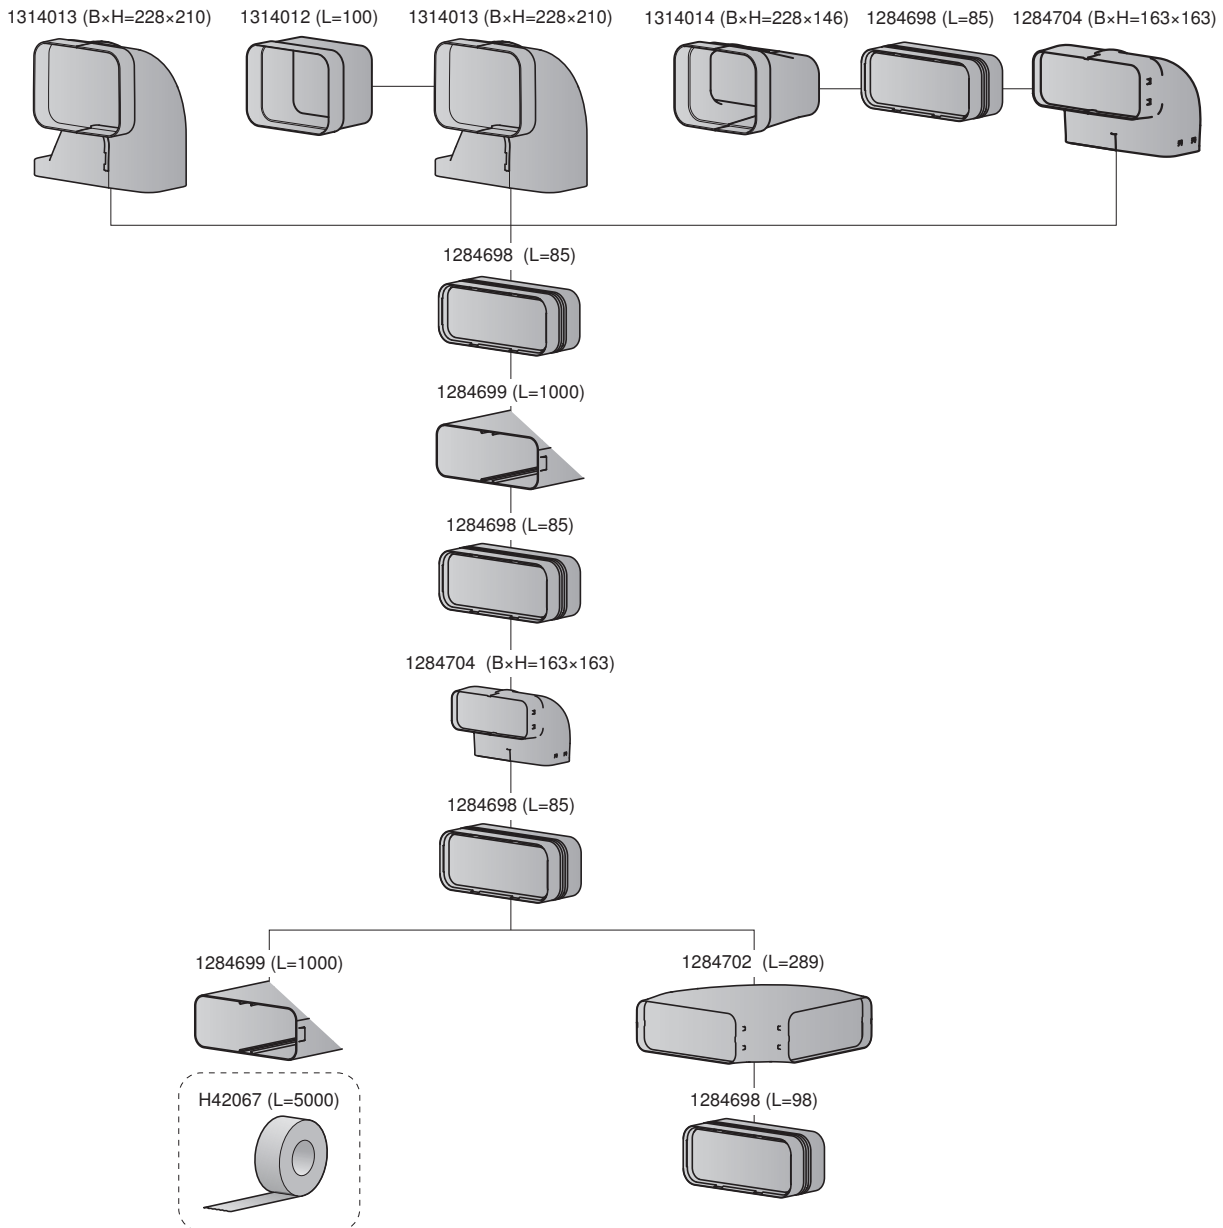 1314013 (B×H=228×210)
1314012 (L=100)
1314013 (B×H=228×210)
1314014 (B×H=228×146)
1284698 (L=85)
1284704 (B×H=163×163)
1284698 (L=85)
1284699 (L=1000)
1284698 (L=85)
1284704 (B×H=163×163)
1284698 (L=85)
1284699 (L=1000)
1284702 (L=289)
H42067 (L=5000)
1284698 (L=98)